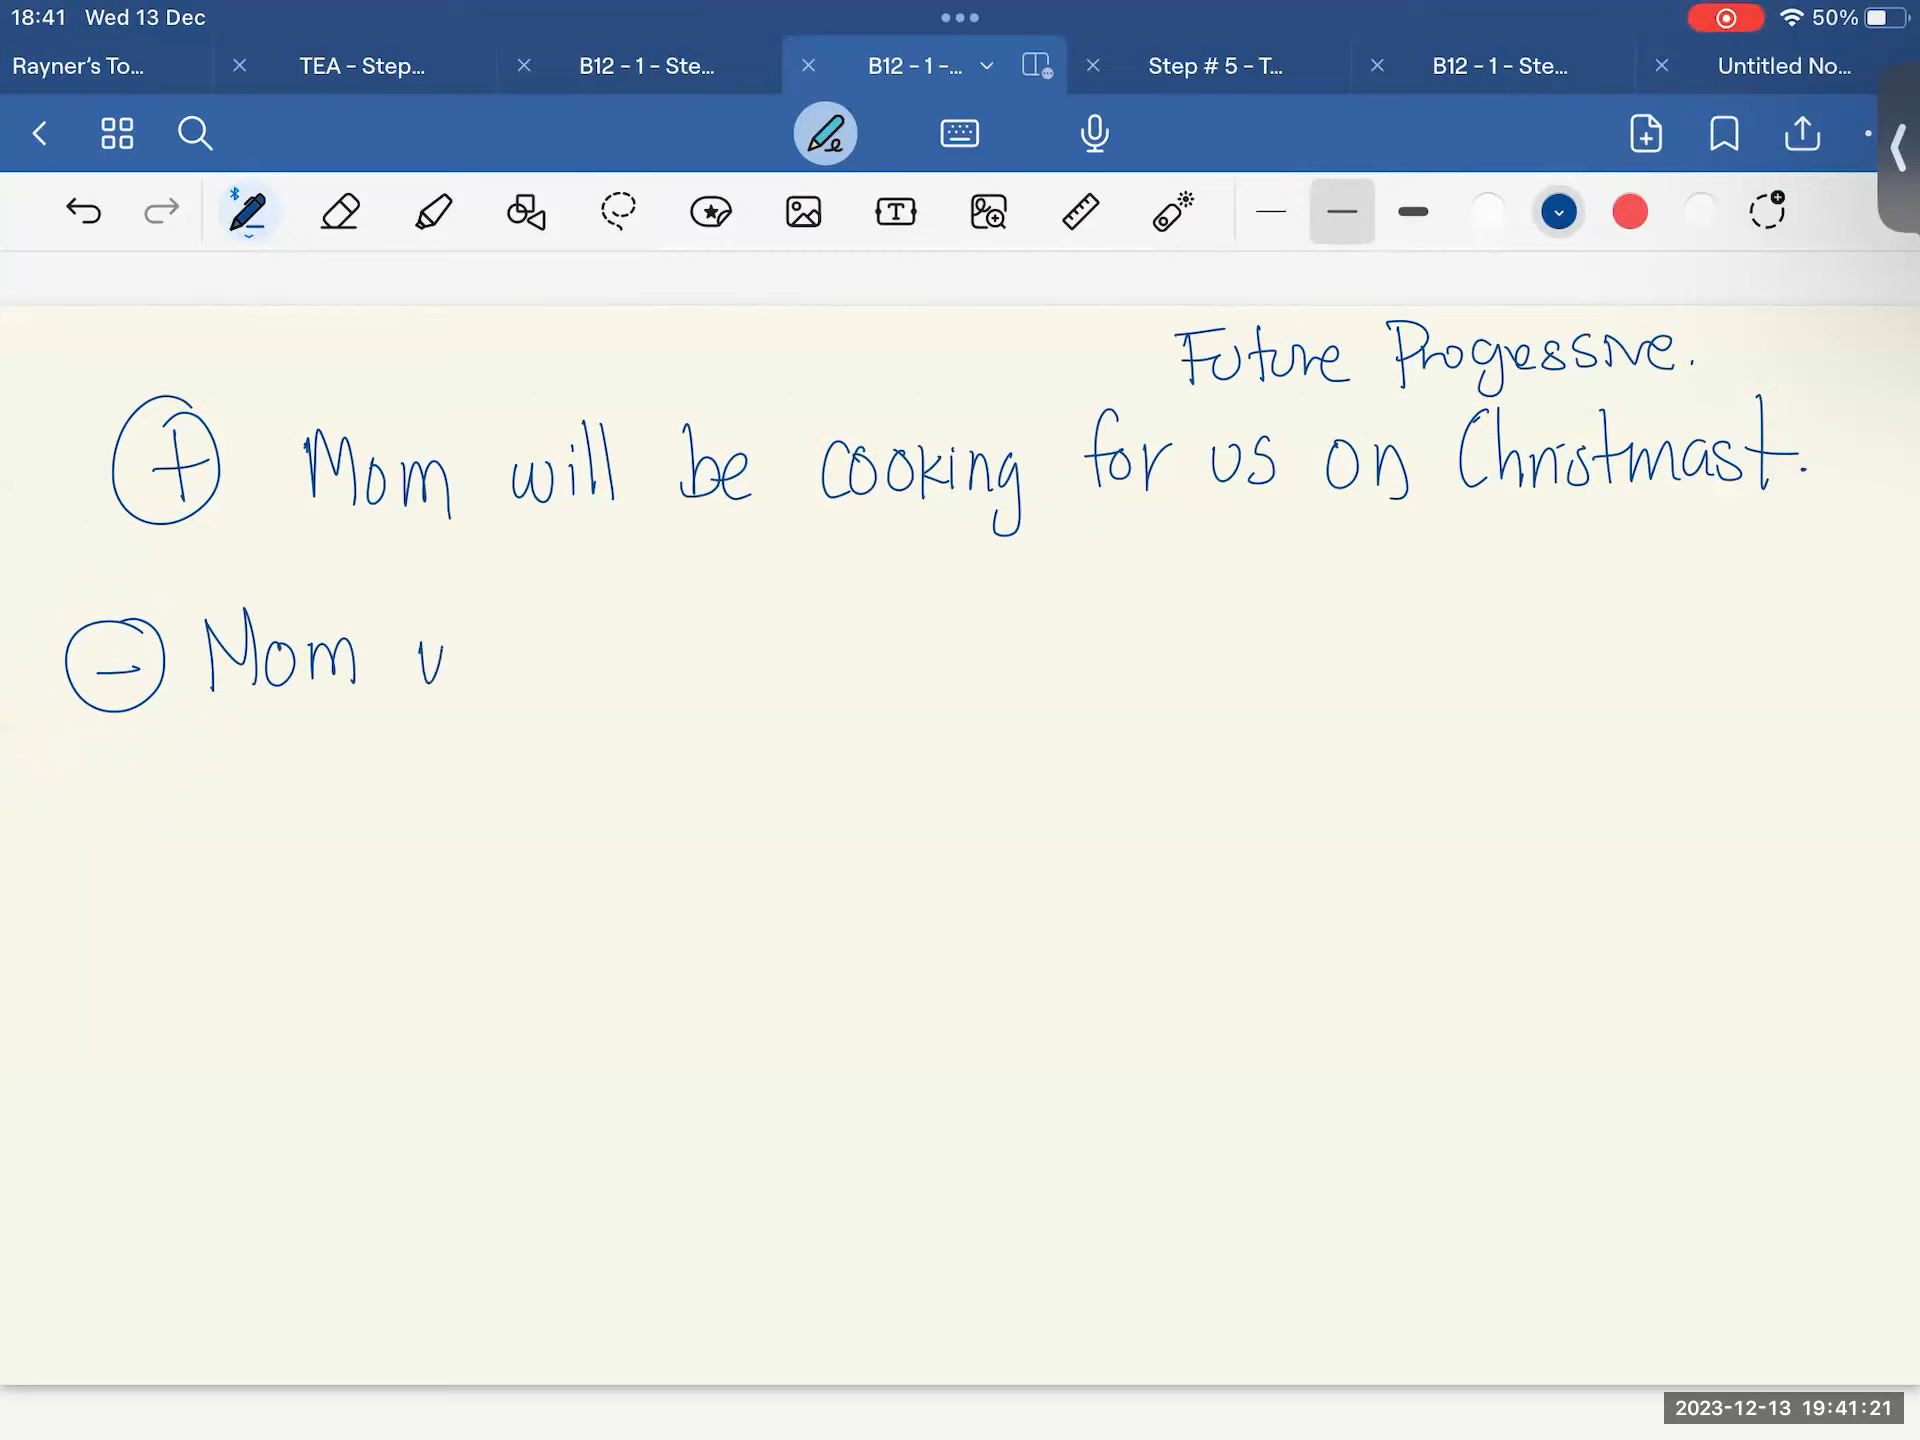 18:41 Wed 13 Dec
50%
Rayner's To... TEA - Step... B12 - 1 - Ste... B12 - 1 -... Step # 5 - T... B12 - 1 - Ste... Untitled No...
Future Progressive.
+ Mom will be cooking for us on Christmast.
- Mom
2023-12-13 19:41:21